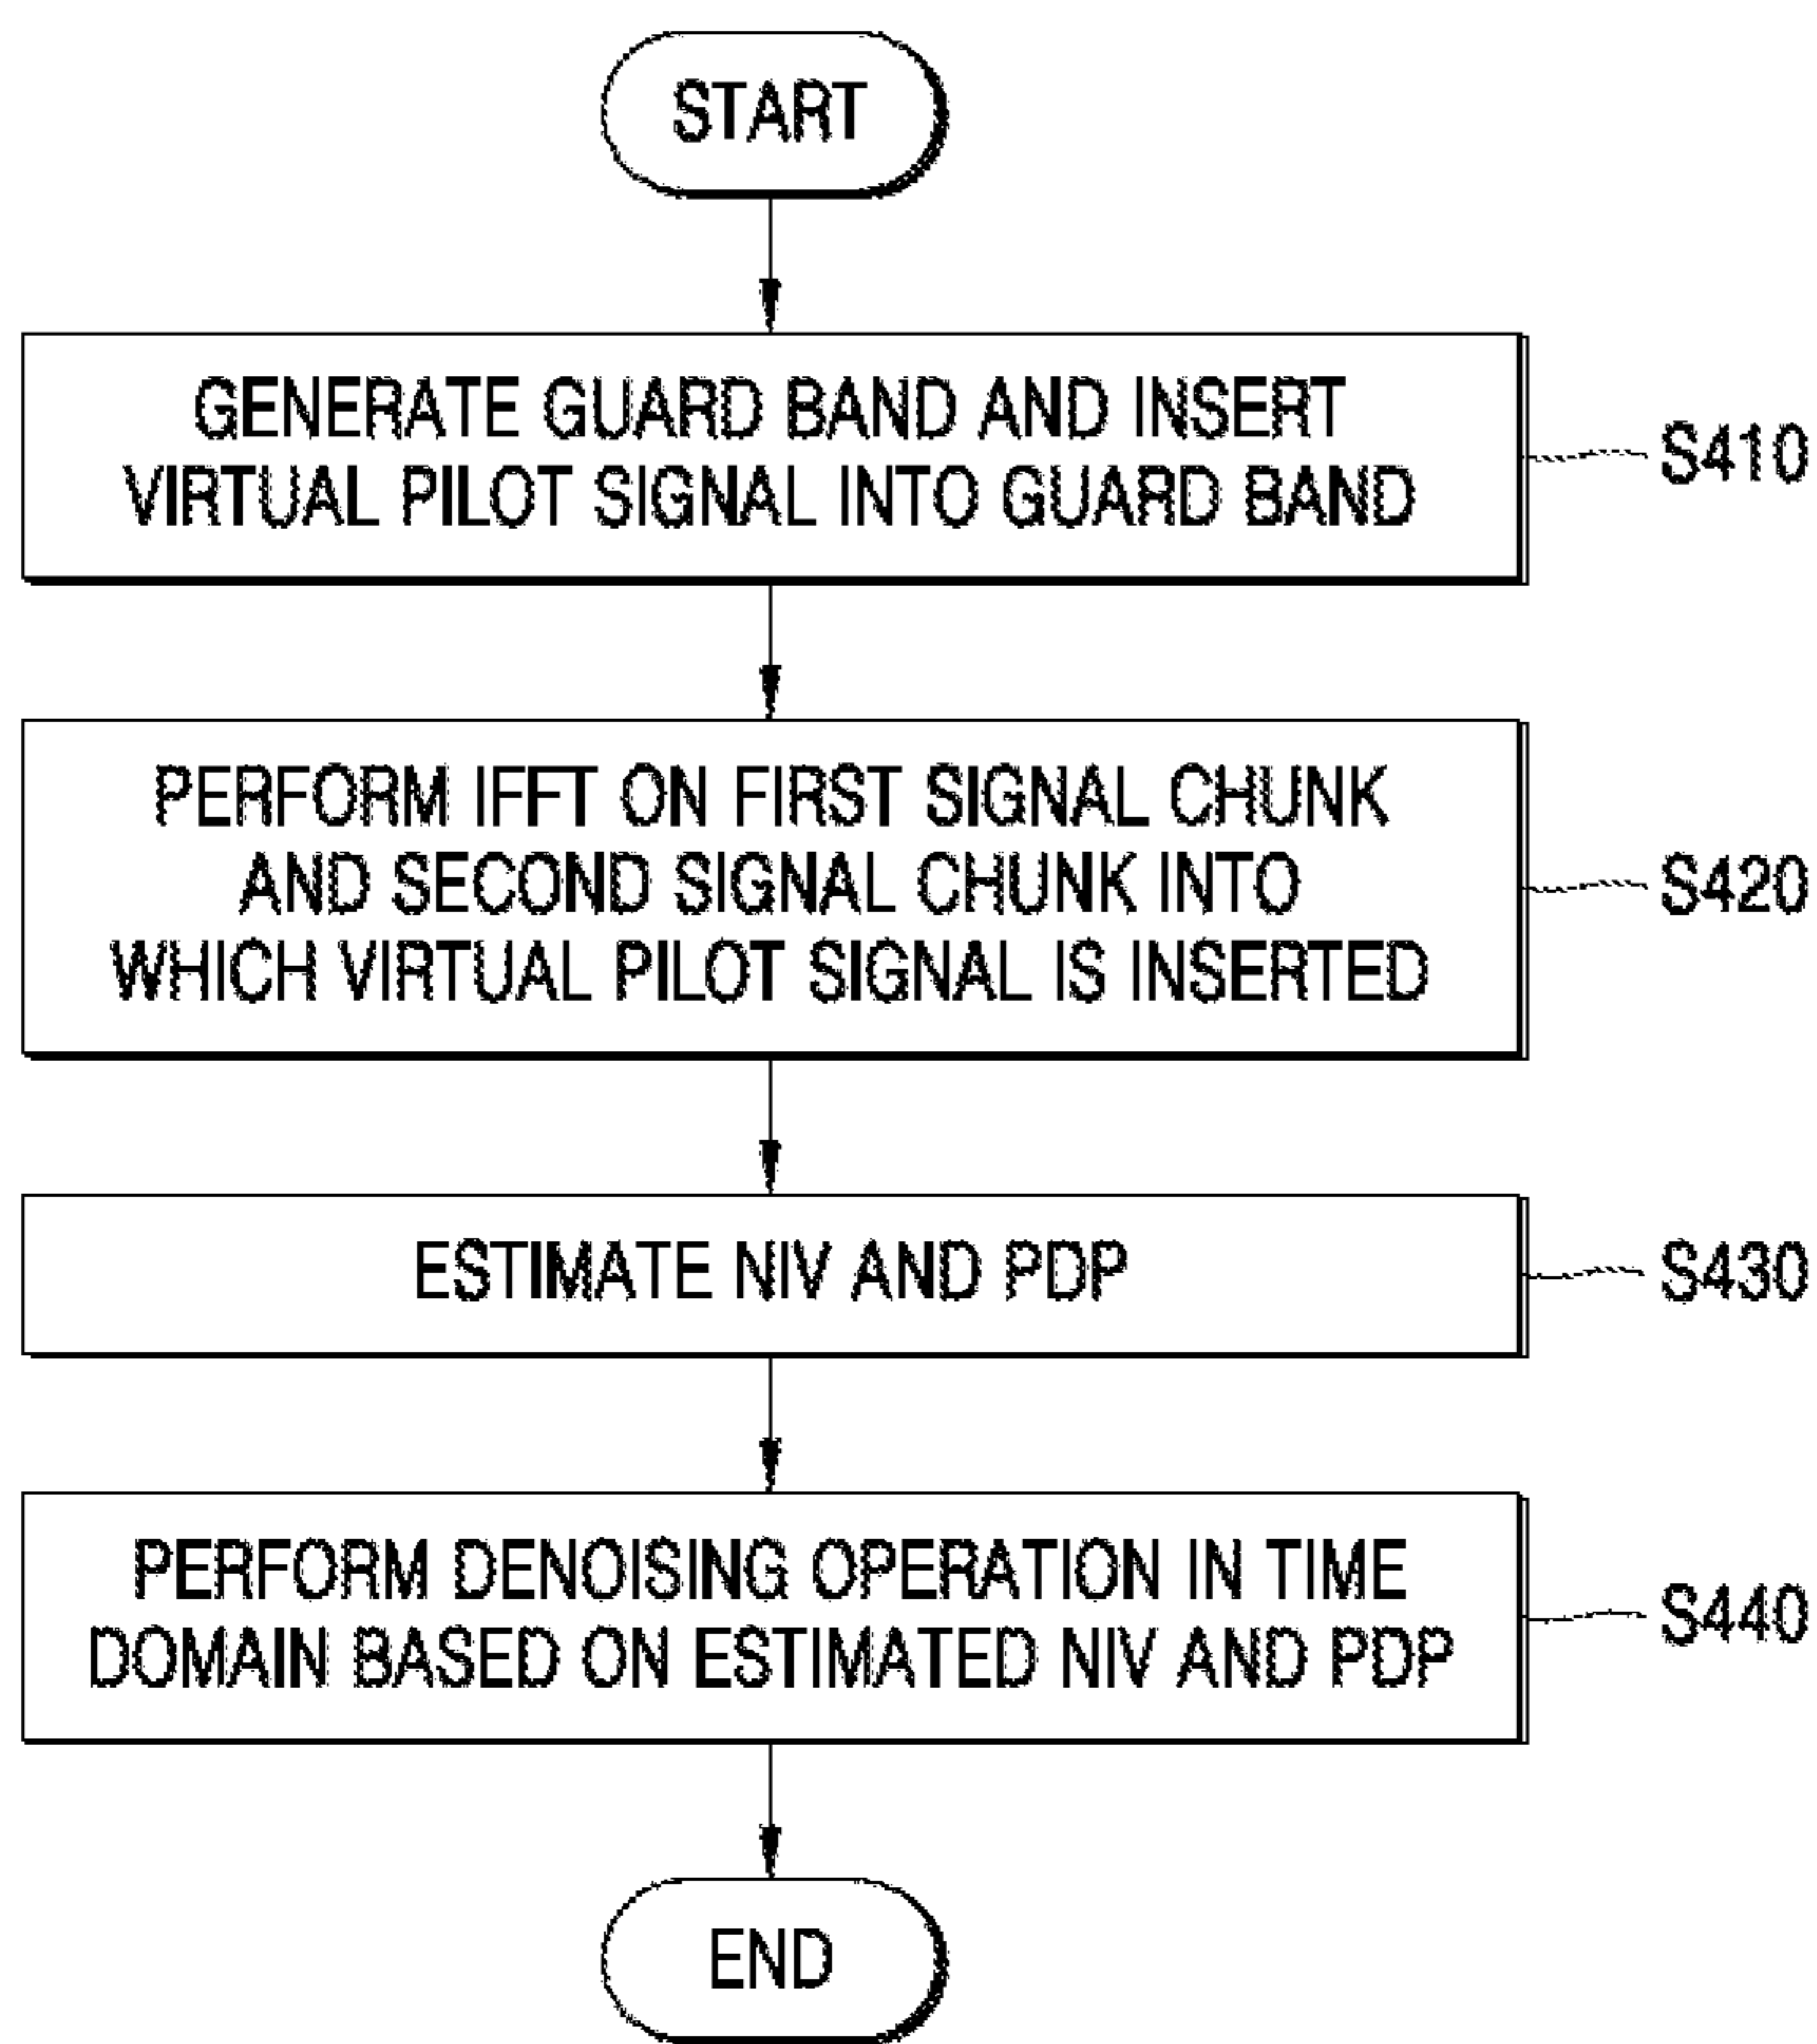 START
GENERATE GUARD BAND AND INSERT
VIRTUAL PILOT SIGNAL INTO GUARD BAND
S410
PERFORM IFFT ON FIRST SIGNAL CHUNK
AND SECOND SIGNAL CHUNK INTO
WHICH VIRTUAL PILOT SIGNAL IS INSERTED
S420
ESTIMATE NIV AND PDP
S430
PERFORM DENOISING OPERATION IN TIME
DOMAIN BASED ON ESTIMATED NIV AND PDP
S440
END